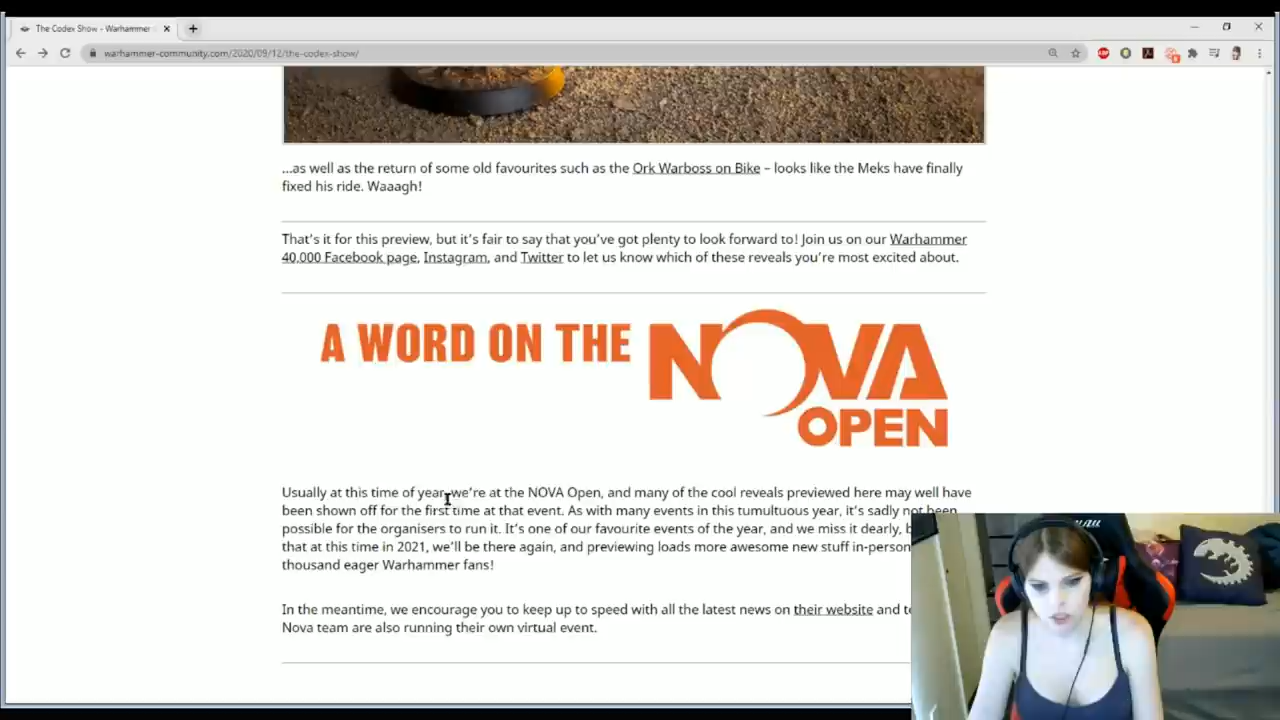 The Codex Show - Warhammer
warhammer-community.com/2020/09/12/the-codex-show/
...as well as the return of some old favourites such as the Ork Warboss on Bike – looks like the Meks have finally
fixed his ride. Waaagh!
That's it for this preview, but it's fair to say that you've got plenty to look forward to! Join us on our Warhammer
40,000 Facebook page, Instagram, and Twitter to let us know which of these reveals you're most excited about.
A WORD ON THE NOVA
OPEN
Usually at this time of year, we're at the NOVA Open, and many of the cool reveals previewed here may well have
been shown off for the first time at that event. As with many events in this tumultuous year, it's sadly not been
possible for the organisers to run it. It's one of our favourite events of the year, and we miss it dearly,
that at this time in 2021, we'll be there again, and previewing loads more awesome new stuff in-person
thousand eager Warhammer fans!
In the meantime, we encourage you to keep up to speed with all the latest news on their website and
Nova team are also running their own virtual event.